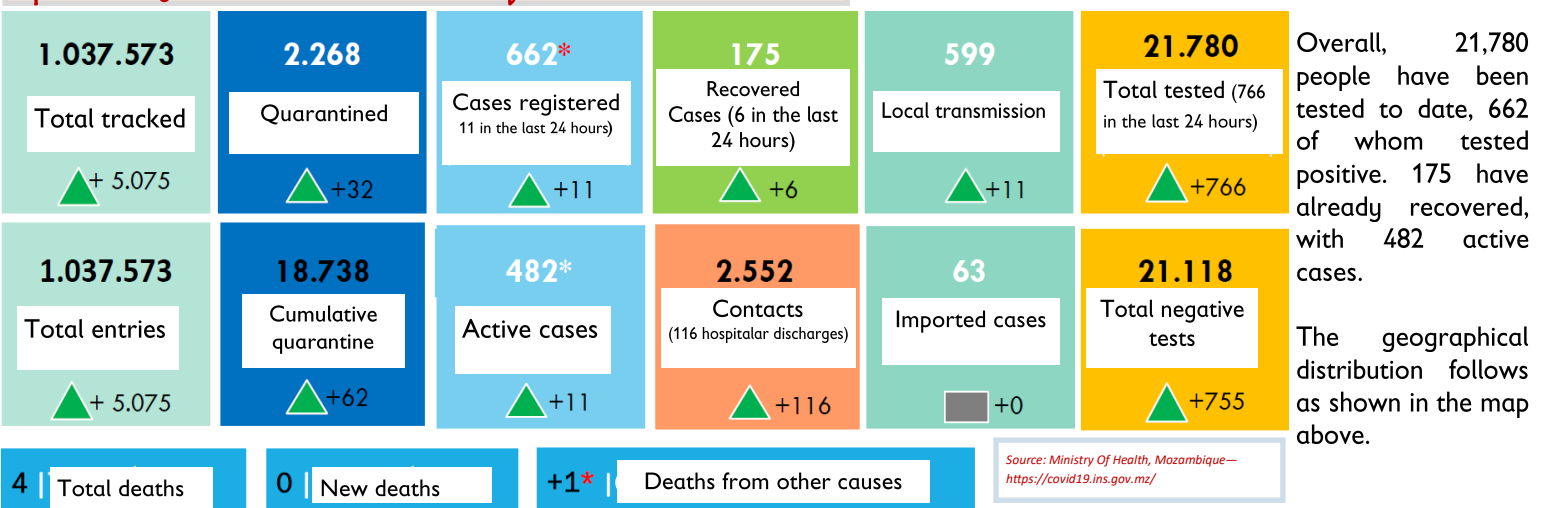 1.037.573
Total tracked
+ 5.075
2.268
Quarantined
+32
662*
Cases registered
11 in the last 24 hours)
+11
175
Recovered
Cases (6 in the last
24 hours)
+6
599
Local transmission
+11
21.780
Total tested (766
in the last 24 hours)
+766
1.037.573
Total entries
+ 5.075
18.738
Cumulative
quarantine
+62
482*
Active cases
+11
2.552
Contacts
(116 hospitalar discharges)
+116
63
Imported cases
+0
21.118
Total negative
tests
+755
4 |
Total deaths
0 |
New deaths
+1* |
Deaths from other causes
Source: Ministry Of Health, Mozambique—
https://covid19.ins.gov.mz/
Overall, 21,780
people have been
tested to date, 662
of whom tested
positive. 175 have
already recovered,
with 482 active
cases.
The geographical
distribution follows
as shown in the map
above.